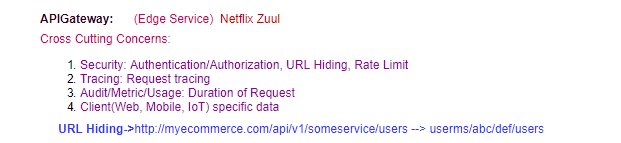 APIGateway: (Edge Service) Netflix Zuul
Cross Cutting Concerns:
1. Security: Authentication/Authorization, URL Hiding, Rate Limit
2. Tracing: Request tracing
3. Audit/Metric/Usage: Duration of Request
4. Client(Web, Mobile, IoT) specific data
URL Hiding->http://myecommerce.com/api/v1/someservice/users --> userms/abc/def/users